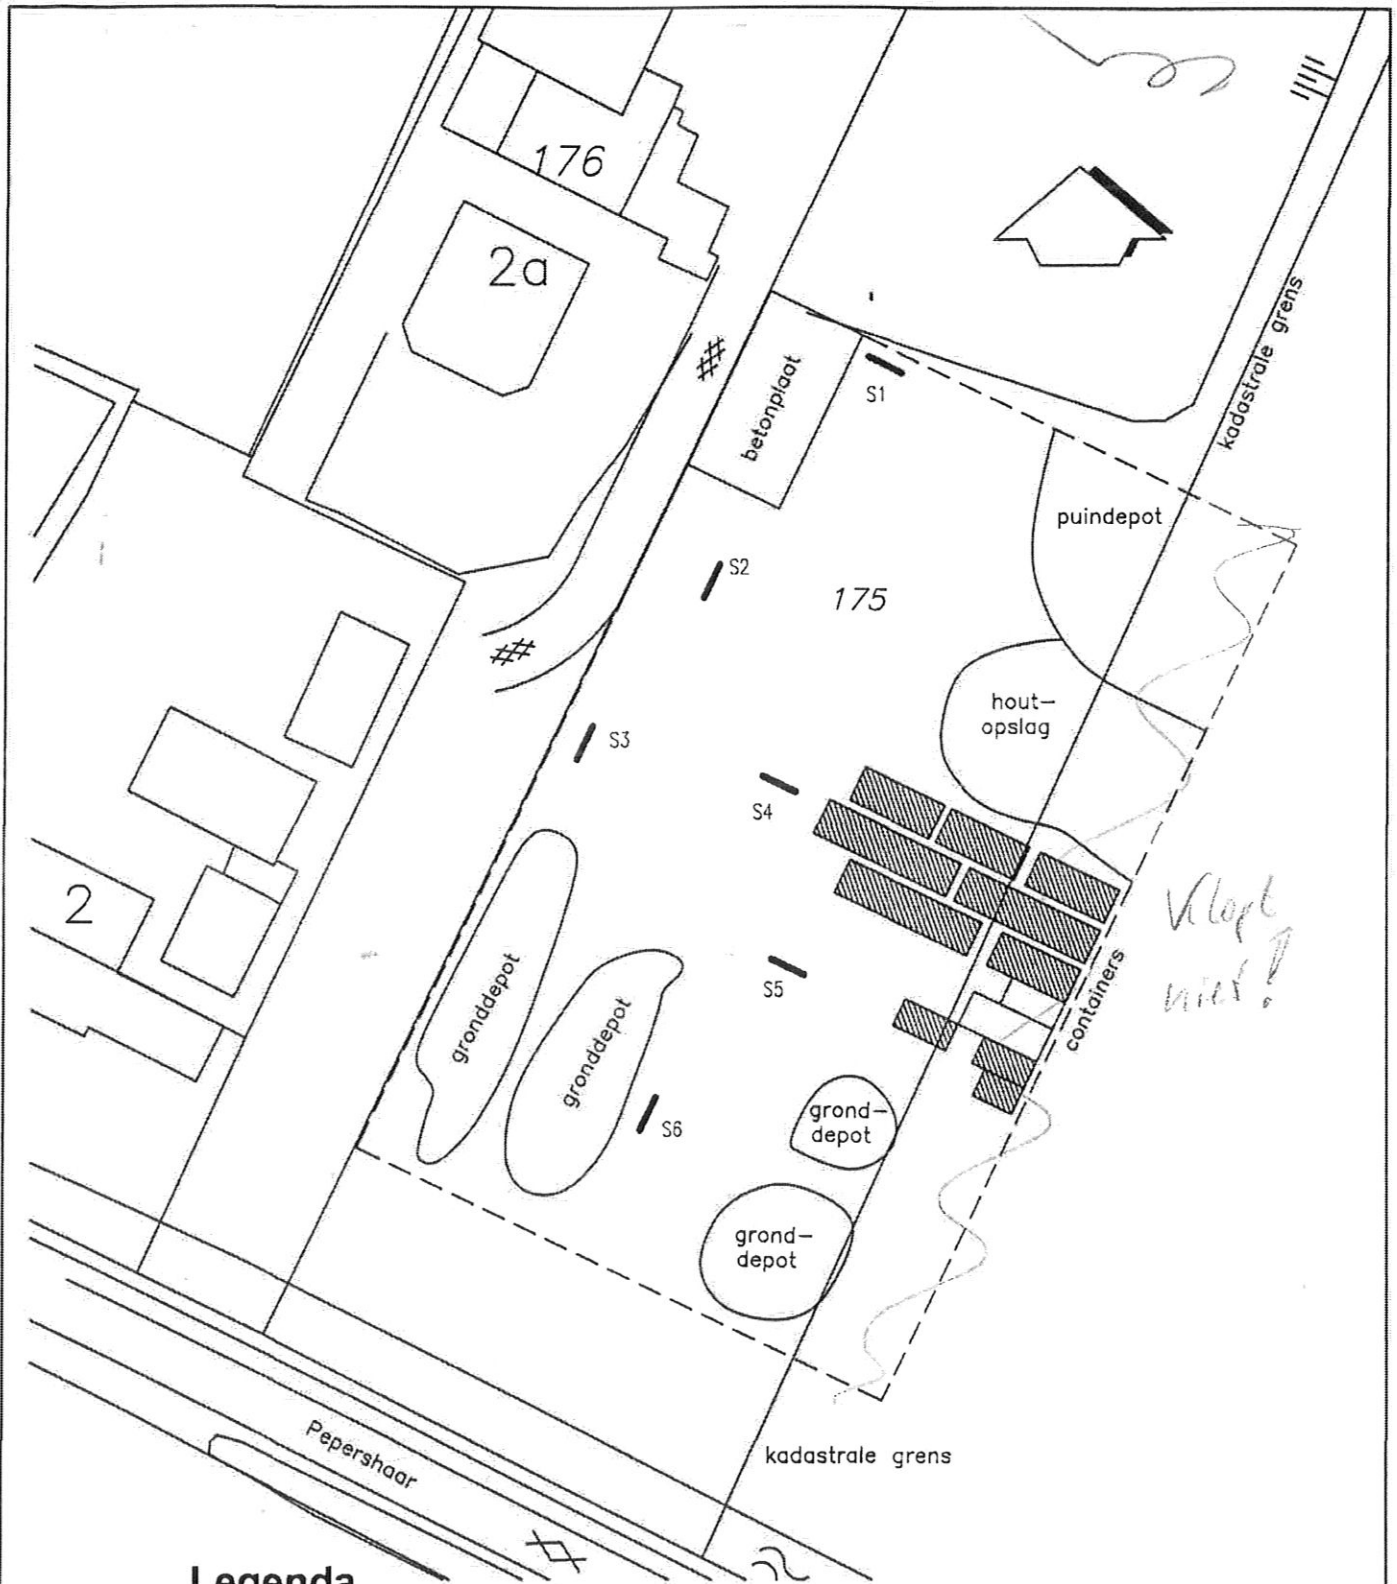 176
2a
kadastrale grens
betonplaat
S1
puindepot
S2
175
hout-
opslag
S3
S4
2
gronddepot
gronddepot
S5
containers
niet!
grond-
depot
S6
grond-
depot
Pepershaar
kadastrale grens
Legenda